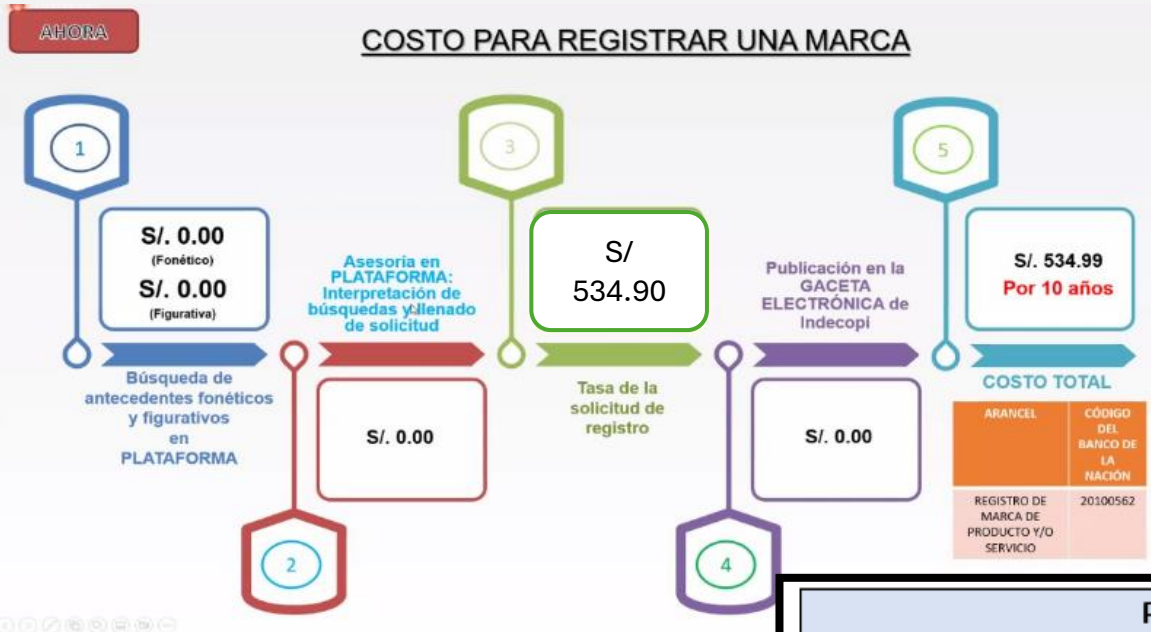 AHORA
COSTO PARA REGISTRAR UNA MARCA
1
S/. 0.00
(Fonético)
S/. 0.00
(Figurativa)
Búsqueda de
antecedentes fonéticos
y figurativos
en
PLATAFORMA
Asesoría en
PLATAFORMA:
Interpretación de
búsquedas y llenado
de solicitud
S/. 0.00
2
3
S/
534.90
Tasa de la
solicitud de
registro
Publicación en la
GACETA
ELECTRÓNICA de
Indecopi
S/. 0.00
4
5
S/. 534.99
Por 10 años
COSTO TOTAL
ARANCEL
CÓDIGO
DEL
BANCO DE
LA
NACIÓN
REGISTRO DE
MARCA DE
PRODUCTO Y/O
SERVICIO
20100562